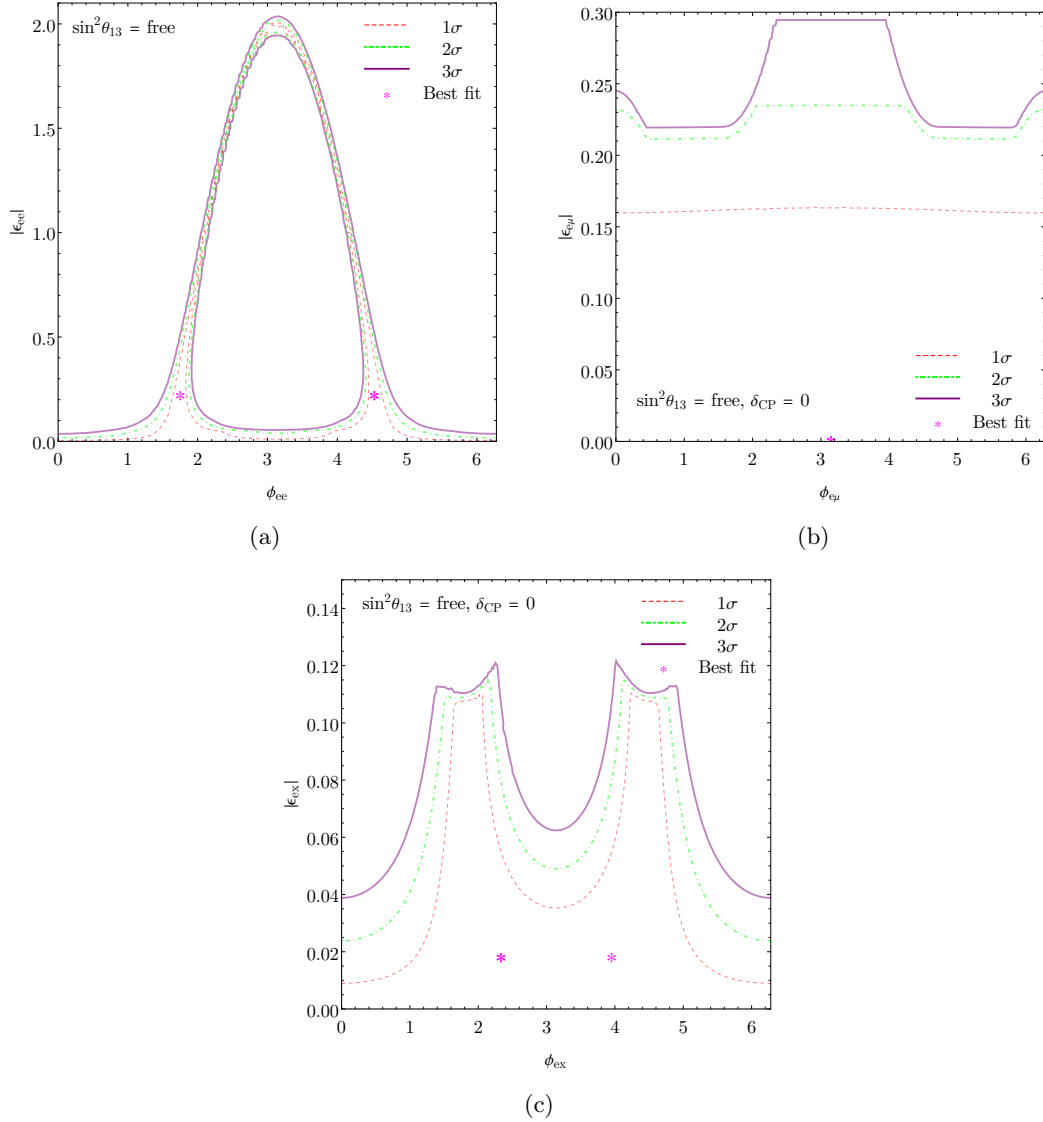 sin²θ₁₃ = free
1σ
2σ
3σ
Best fit
|ϵee|
2.0
1.5
1.0
0.5
0.0
0 1 2 3 4 5 6
ϕee
(a)
|ϵeμ|
0.30
0.25
0.20
0.15
0.10
0.05
0.00
1σ
2σ
3σ
Best fit
sin²θ₁₃ = free, δCP = 0
0 1 2 3 4 5 6
ϕeμ
(b)
sin²θ₁₃ = free, δCP = 0
1σ
2σ
3σ
Best fit
|ϵex|
0.14
0.12
0.10
0.08
0.06
0.04
0.02
0.00
0 1 2 3 4 5 6
ϕex
(c)